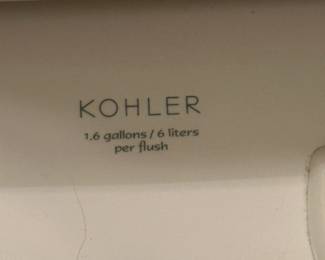 KOHLER
1.6 gallons / 6 liters
per flush